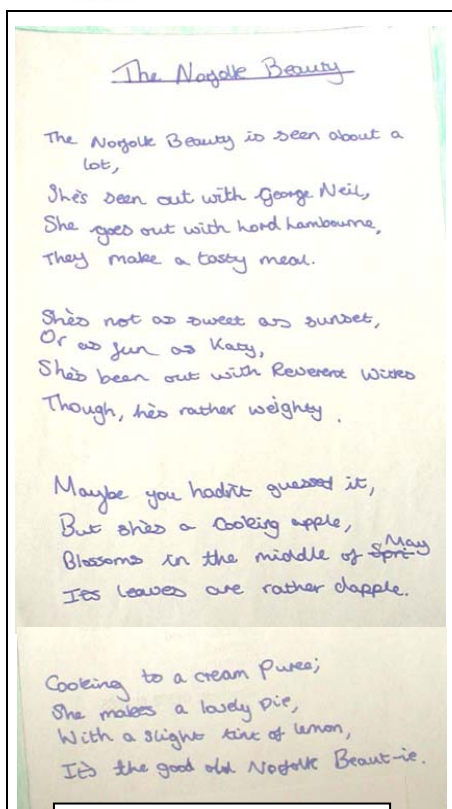 The Norfolk Beauty
The Norfolk Beauty is seen about a
lot,
She's seen out with George Neil,
She goes out with Lord Lambourne,
They make a tasty meal.
She's not as sweet as sunset,
Or as fun as Katy,
She's been out with Reverent Wilks
Though, he's rather weighty.
Maybe you hadn't guessed it,
But she's a cooking apple,
Blossoms in the middle of Spri May
Its leaves are rather dapple.
Cooking to a cream Puree;
She makes a lovely Pie,
With a slight tint of lemon,
It's the good old Norfolk Beaut-ie.